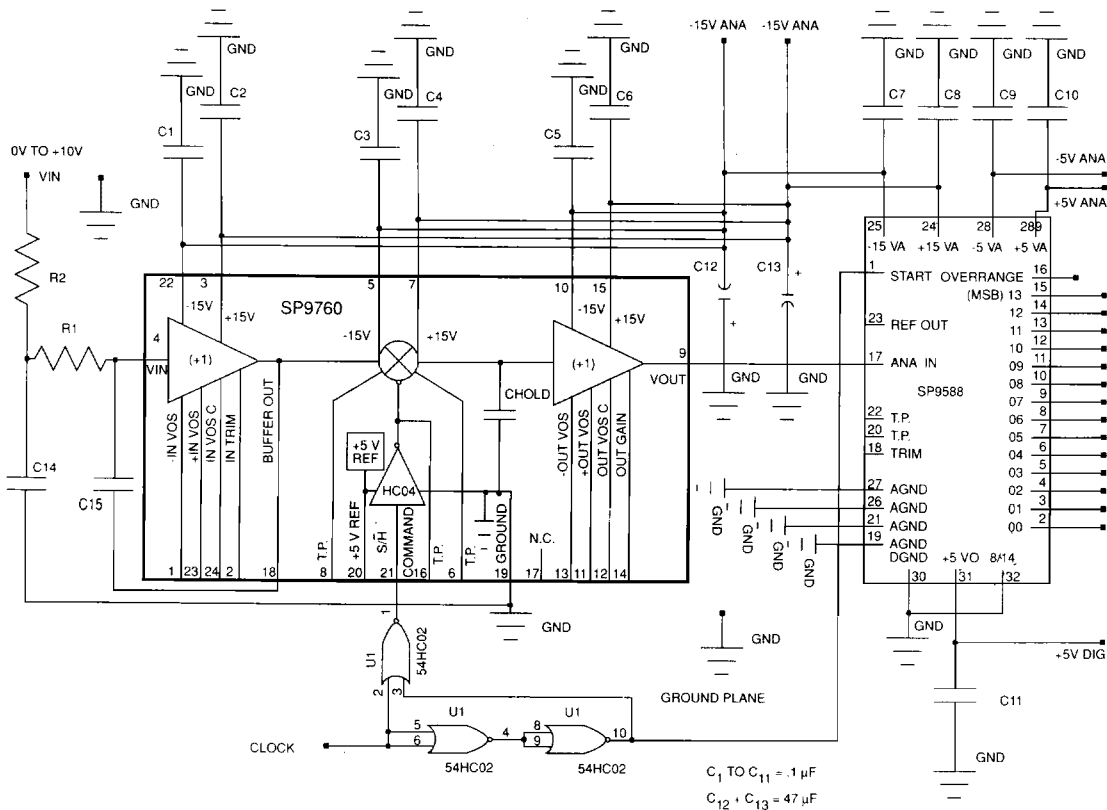 GND
GND
GND
GND
GND
GND
-15V ANA
-15V ANA
GND
GND
GND
GND
C1
C2
C3
C4
C5
C6
C7
C8
C9
C10
0V TO +10V
VIN
GND
-5V ANA
+5V ANA
R2
R1
22
3
5
7
10
15
SP9760
-15V
+15V
-15V
+15V
-15V
+15V
4
VIN
(+1)
(+1)
9
VOUT
C12
+
C13
+
GND
GND
CHOLD
-IN VOS
+IN VOS
IN VOS C
IN TRIM
BUFFER OUT
+5 V
REF
HC04
T.P.
+5 V REF
S/H
COMMAND
T.P.
T.P.
GROUND
N.C.
-OUT VOS
+OUT VOS
OUT VOS C
OUT GAIN
C14
C15
1
23
24
2
18
8
20
21
16
6
19
17
13
11
12
14
GND
25
24
28
289
-15 VA
+15 VA
-5 VA
+5 VA
1
START
OVERRANGE
16
(MSB) 13
15
12
14
11
13
10
12
09
11
08
10
07
9
06
8
05
7
04
6
03
5
02
4
01
3
00
2
23
REF OUT
17
ANA IN
SP9588
22
T.P.
20
T.P.
18
TRIM
27
AGND
26
AGND
21
AGND
19
AGND
DGND
+5 VO
8/14
30
31
32
GND
GND
GND
GND
GND
GND
+5V DIG
C11
GND
GROUND PLANE
1
U1
54HC02
2
3
CLOCK
5
6
U1
4
54HC02
8
9
U1
10
54HC02
C1 TO C11 = .1 µF
C12 + C13 = 47 µF